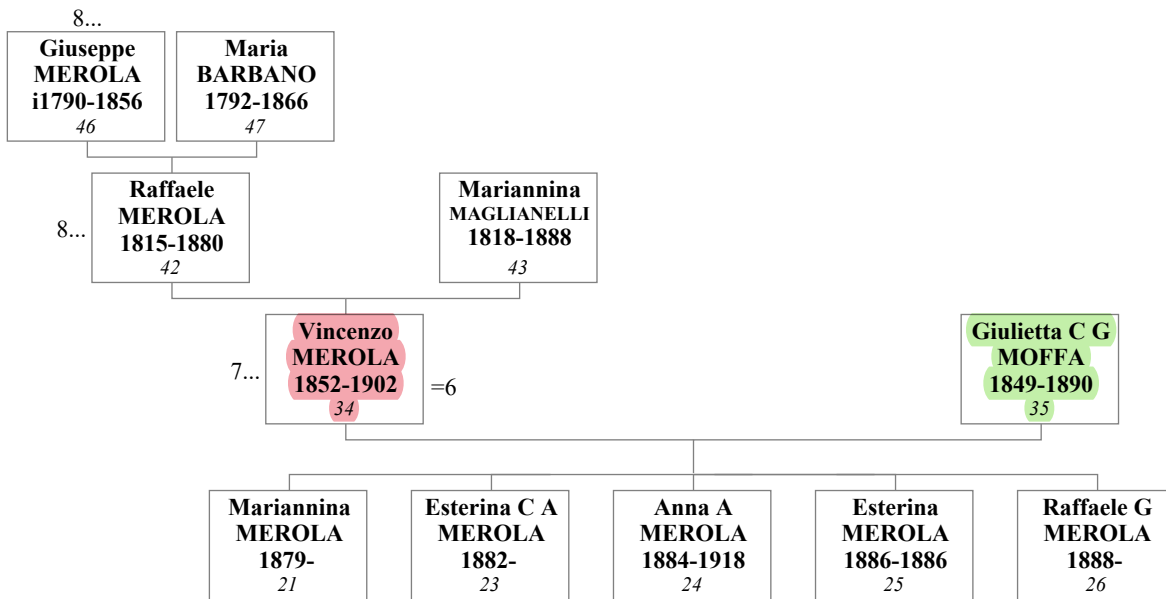 8...
Giuseppe
MEROLA
i1790-1856
46
Maria
BARBANO
1792-1866
47
8...
Raffaele
MEROLA
1815-1880
42
Mariannina
MAGLIANELLI
1818-1888
43
7...
Vincenzo
MEROLA
1852-1902
34
=6
Giulietta C G
MOFFA
1849-1890
35
Mariannina
MEROLA
1879-
21
Esterina C A
MEROLA
1882-
23
Anna A
MEROLA
1884-1918
24
Esterina
MEROLA
1886-1886
25
Raffaele G
MEROLA
1888-
26